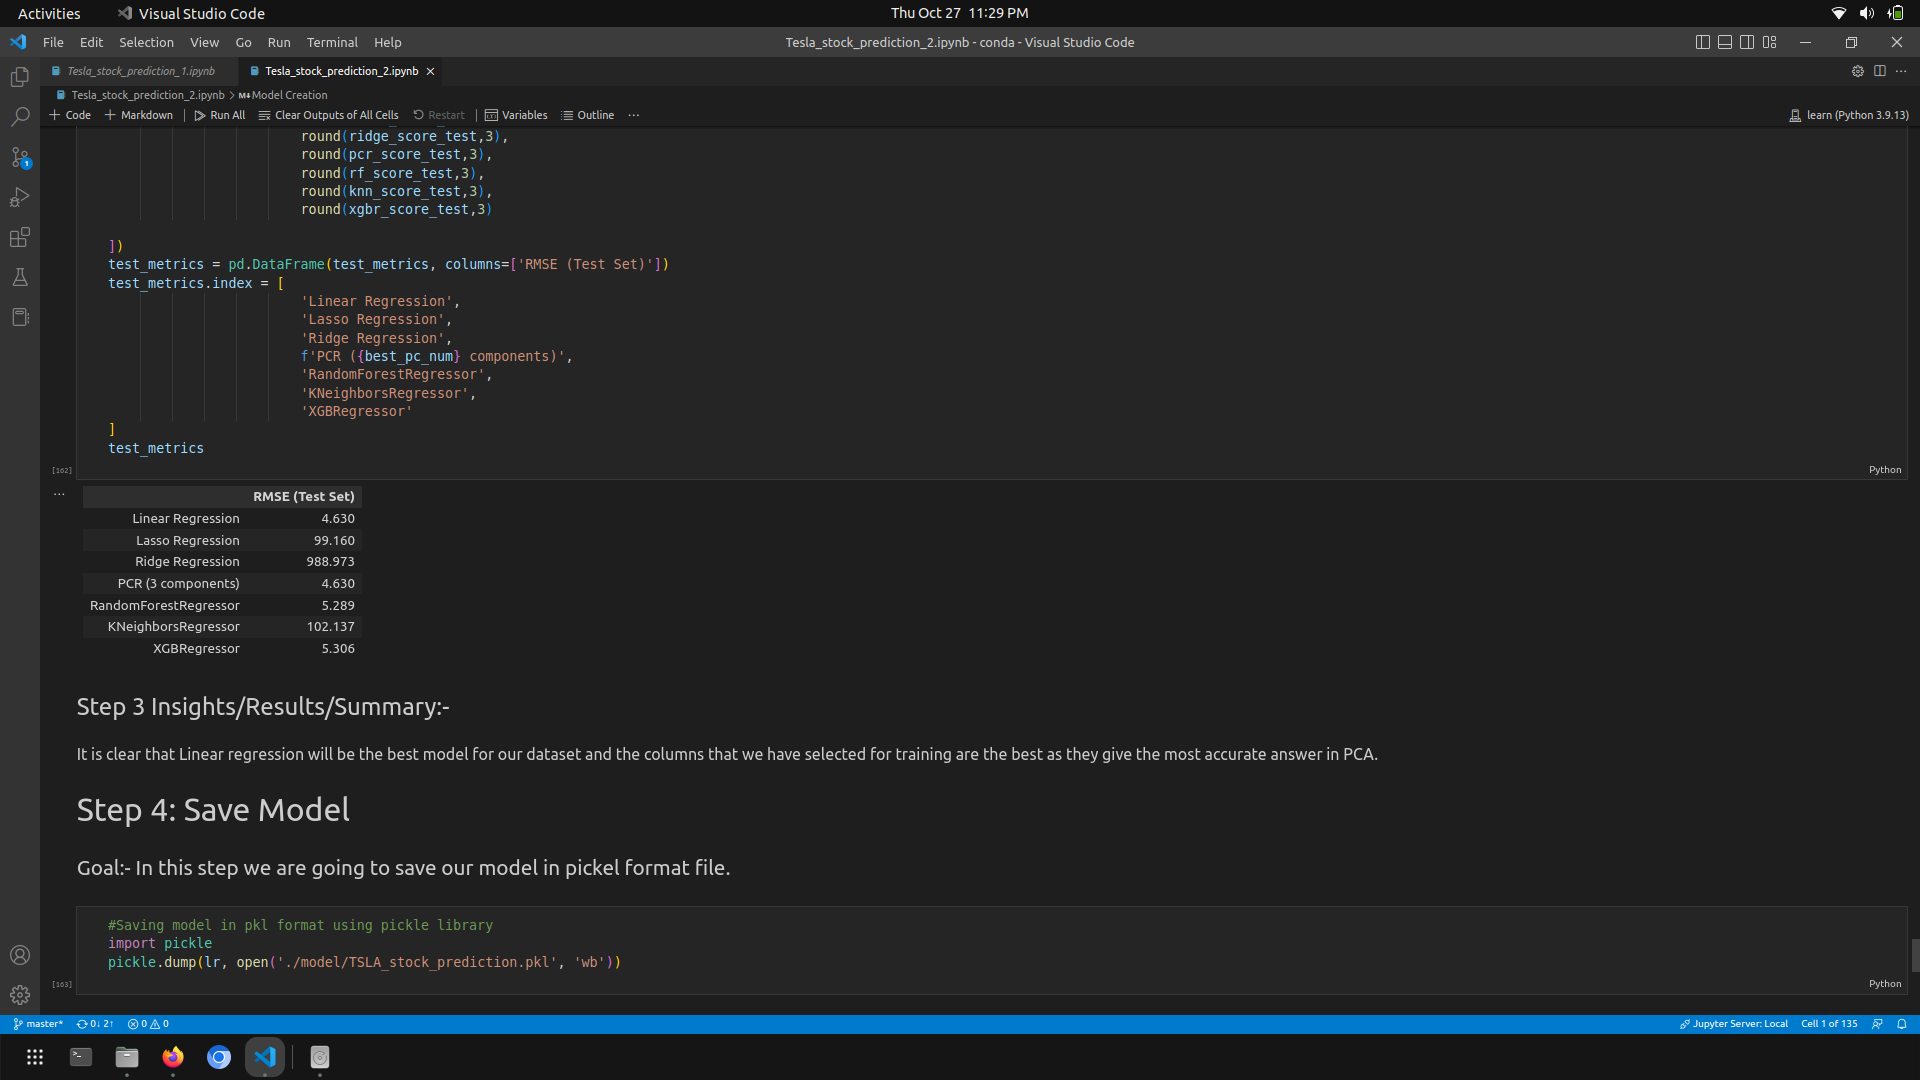 Activities Visual Studio Code Thu Oct 27 11:29 PM
File Edit Selection View Go Run Terminal Help Tesla_stock_prediction_2.ipynb - conda - Visual Studio Code
Tesla_stock_prediction_1.ipynb Tesla_stock_prediction_2.ipynb
Tesla_stock_prediction_2.ipynb > M↓ Model Creation
+ Code + Markdown | Run All Clear Outputs of All Cells Restart | Variables Outline ... learn (Python 3.9.13)
round(ridge_score_test,3),
round(pcr_score_test,3),
round(rf_score_test,3),
round(knn_score_test,3),
round(xgbr_score_test,3)
])
test_metrics = pd.DataFrame(test_metrics, columns=['RMSE (Test Set)'])
test_metrics.index = [
'Linear Regression',
'Lasso Regression',
'Ridge Regression',
f'PCR ({best_pc_num} components)',
'RandomForestRegressor',
'KNeighborsRegressor',
'XGBRegressor'
]
test_metrics
[162] Python
... RMSE (Test Set)
Linear Regression 4.630
Lasso Regression 99.160
Ridge Regression 988.973
PCR (3 components) 4.630
RandomForestRegressor 5.289
KNeighborsRegressor 102.137
XGBRegressor 5.306
Step 3 Insights/Results/Summary:-
It is clear that Linear regression will be the best model for our dataset and the columns that we have selected for training are the best as they give the most accurate answer in PCA.
Step 4: Save Model
Goal:- In this step we are going to save our model in pickel format file.
#Saving model in pkl format using pickle library
import pickle
pickle.dump(lr, open('./model/TSLA_stock_prediction.pkl', 'wb'))
[163] Python
master* 0↓ 2↑ 0 0 Jupyter Server: Local Cell 1 of 135